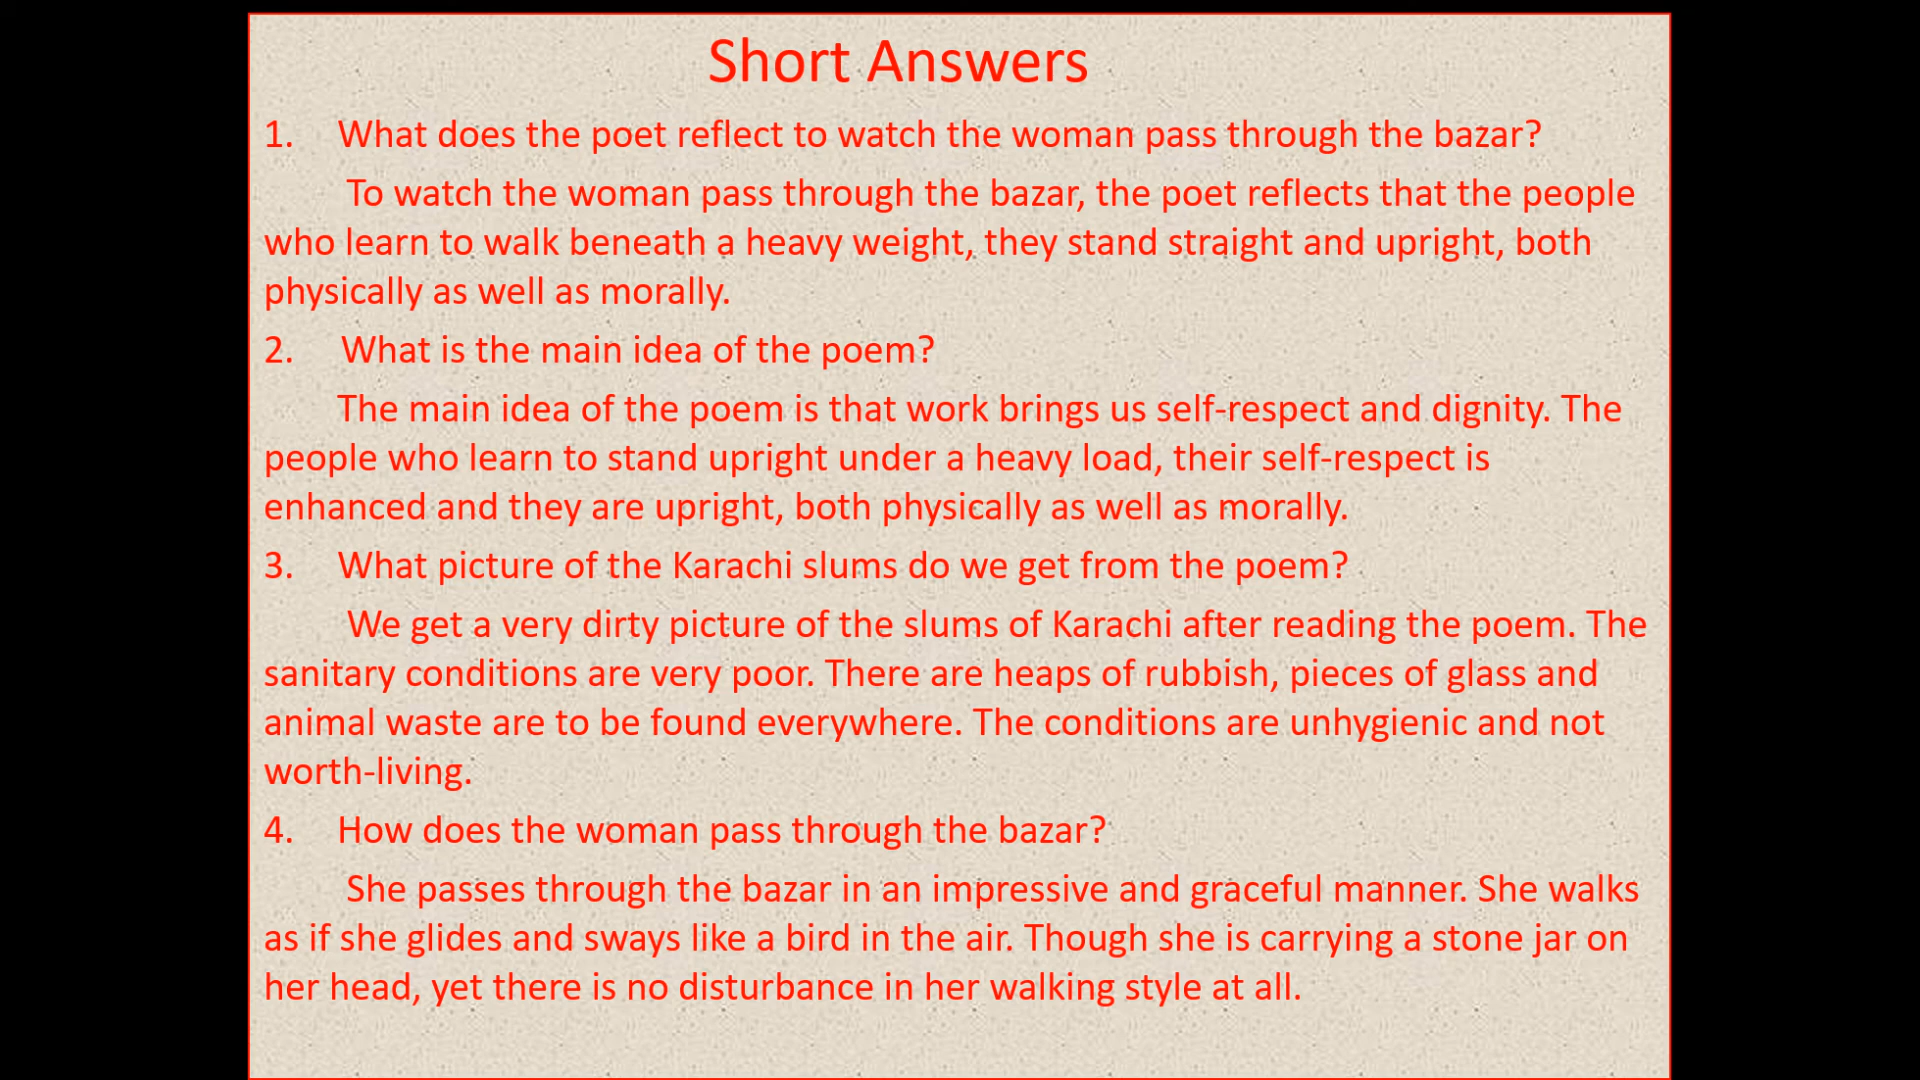 Short Answers
1. What does the poet reflect to watch the woman pass through the bazar?
To watch the woman pass through the bazar, the poet reflects that the people
who learn to walk beneath a heavy weight, they stand straight and upright, both
physically as well as morally.
2. What is the main idea of the poem?
The main idea of the poem is that work brings us self-respect and dignity. The
people who learn to stand upright under a heavy load, their self-respect is
enhanced and they are upright, both physically as well as morally.
3. What picture of the Karachi slums do we get from the poem?
We get a very dirty picture of the slums of Karachi after reading the poem. The
sanitary conditions are very poor. There are heaps of rubbish, pieces of glass and
animal waste are to be found everywhere. The conditions are unhygienic and not
worth-living.
4. How does the woman pass through the bazar?
She passes through the bazar in an impressive and graceful manner. She walks
as if she glides and sways like a bird in the air. Though she is carrying a stone jar on
her head, yet there is no disturbance in her walking style at all.